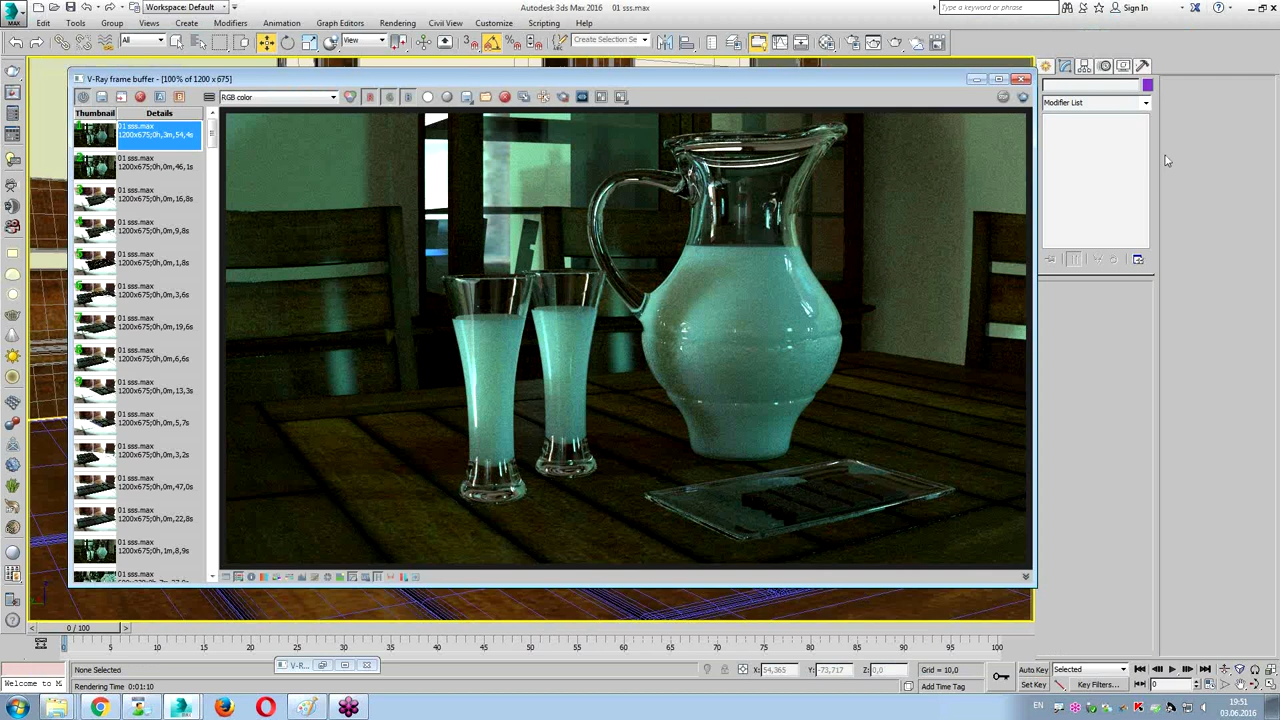 MAX
Workspace: Default
Autodesk 3ds Max 2016    01 sss.max
Type a keyword or phrase
Sign In
Edit
Tools
Group
Views
Create
Modifiers
Graph Editors
Rendering
Civil View
Customize
Scripting
Help
All
View
Create Selection Se
V-Ray frame buffer - [100% of 1200 x 675]
RGB color
Thumbnail
Details
Modifier List
01 sss.max
1200x675;0h,3m,54,4s
01 sss.max
1200x675;0h,0m,46,1s
01 sss.max
1200x675;0h,0m,16,8s
01 sss.max
1200x675;0h,0m,9,8s
01 sss.max
1200x675;0h,0m,1,8s
01 sss.max
1200x675;0h,0m,3,6s
01 sss.max
1200x675;0h,0m,19,6s
01 sss.max
1200x675;0h,0m,6,6s
01 sss.max
1200x675;0h,0m,13,3s
01 sss.max
1200x675;0h,0m,5,7s
01 sss.max
1200x675;0h,0m,3,2s
01 sss.max
1200x675;0h,0m,47,0s
01 sss.max
1200x675;0h,0m,22,8s
01 sss.max
1200x675;0h,1m,8,9s
01 sss.max
0 / 100
5 10 15 20 25 30 35 40 45 50 55 60 65 70 75 80 85 90 95 100
None Selected
V-R...
X: 54,365
Y: -73,717
Z: 0,0
Grid = 10,0
Auto Key
Selected
Welcome to M
Rendering Time 0:01:10
Add Time Tag
Set Key
Key Filters...
0
EN
19:51
03.06.2016